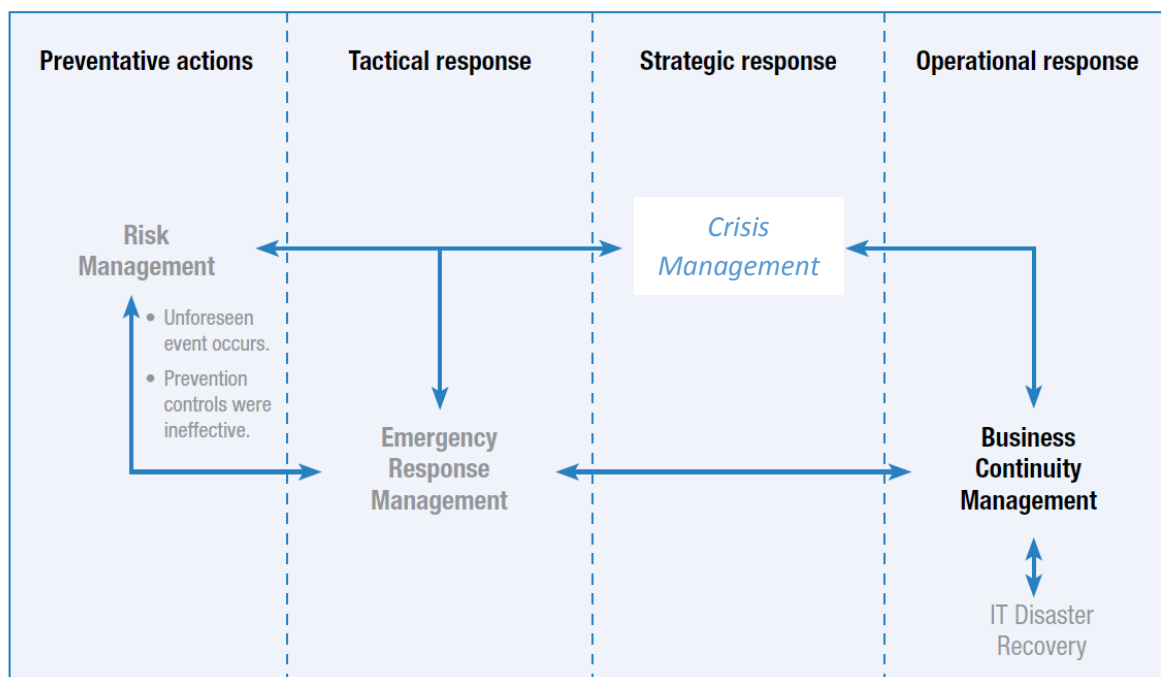 Preventative actions
Tactical response
Strategic response
Operational response
Risk
Management
• Unforeseen
event occurs.
• Prevention
controls were
ineffective.
Emergency
Response
Management
Crisis
Management
Business
Continuity
Management
IT Disaster
Recovery